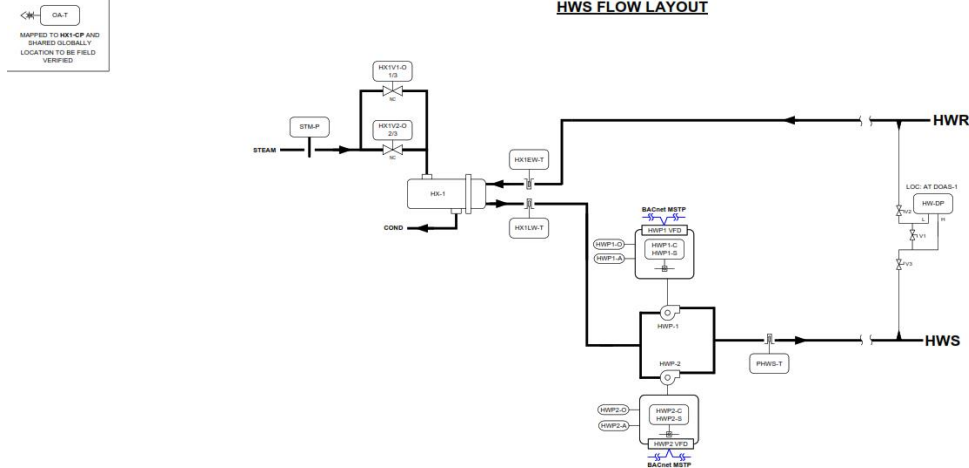 HWS FLOW LAYOUT
OA-T
MAPPED TO HX1-CP AND
SHARED GLOBALLY
LOCATION TO BE FIELD
VERIFIED
HX1V1-O
1/3
NC
STM-P
HX1V2-O
2/3
NC
STEAM
HWR
HX1EW-T
LOC: AT DOAS-1
HX-1
HW-DP
V2
L
H
V1
BACnet MSTP
HX1LW-T
COND
HWP1 VFD
HWP1-O
HWP1-C
HWP1-S
HWP1-A
V3
HWP-1
HWS
HWP-2
PHWS-T
HWP2-O
HWP2-C
HWP2-S
HWP2-A
HWP2 VFD
BACnet MSTP